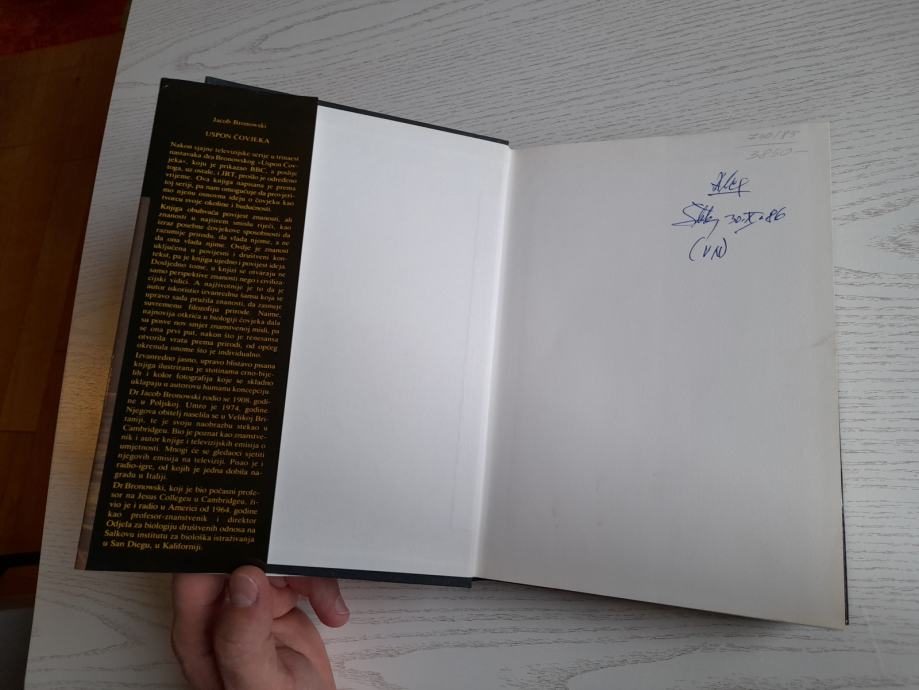 Jacob Bronowski
USPON ČOVJEKA
Nakon sjajne televizijske serije u trinaest
nastavaka dra Bronowskog »Uspon Čov-
jeka«, koju je prikazao BBC, a poslije
toga, uz ostale, i JRT, prošlo je određeno
vrijeme. Ova knjiga napisana je prema
toj seriji, pa nam omogućuje da provjeri-
mo njenu osnovnu ideju o čovjeku kao
tvorcu svoje okoline i budućnosti.
Knjiga obuhvaća povijest znanosti, ali
znanosti u najširem smislu riječi, kao
izraz posebne čovjekove sposobnosti da
razumije prirodu, da vlada njome, a ne
da ona vlada njime. Ovdje je znanost
uključena u povijesni i društveni kon-
tekst, pa je knjiga ujedno i povijest ideja.
Dosljedno tome, u knjizi se otvaraju ne
samo perspektive znanosti nego i civiliza-
cijski vidici. A najživotnije je to da je
autor iskoristio izvanrednu šansu koja se
upravo sada pružila znanosti, da zasnuje
suvremenu filozofiju prirode. Naime,
najnovija otkrića u biologiji čovjeka dala
su posve nov smjer znanstvenoj misli, pa
se ona prvi put, nakon što je renesansa
otvorila vrata prema prirodi, od općeg
okrenula onome što je individualno.
Izvanredno jasno, upravo blistavo pisana
knjiga ilustrirana je stotinama crno-bije-
lih i kolor fotografija koje se skladno
uklapaju u autorovu humanu koncepciju.
Dr Jacob Bronowski rodio se 1908. godi-
ne u Poljskoj. Umro je 1974. godine.
Njegova obitelj naselila se u Velikoj Bri-
taniji, te je svoju naobrazbu stekao u
Cambridgeu. Bio je poznat kao znanstve-
nik i autor knjige i televizijskih emisija o
umjetnosti. Mnogi će se gledaoci sjetiti
njegovih emisija na televiziji. Pisao je i
radio-igre, od kojih je jedna dobila na-
gradu u Italiji.
Dr Bronowski, koji je bio počasni profe-
sor na Jesus Collegeu u Cambridgeu, ži-
vio je i radio u Americi od 1964. godine
kao profesor-znanstvenik i direktor
Odjela za biologiju društvenih odnosa na
Salkovu institutu za biološka istraživanja
u San Diegu, u Kaliforniji.
3850-
30.XI.86
(VN)